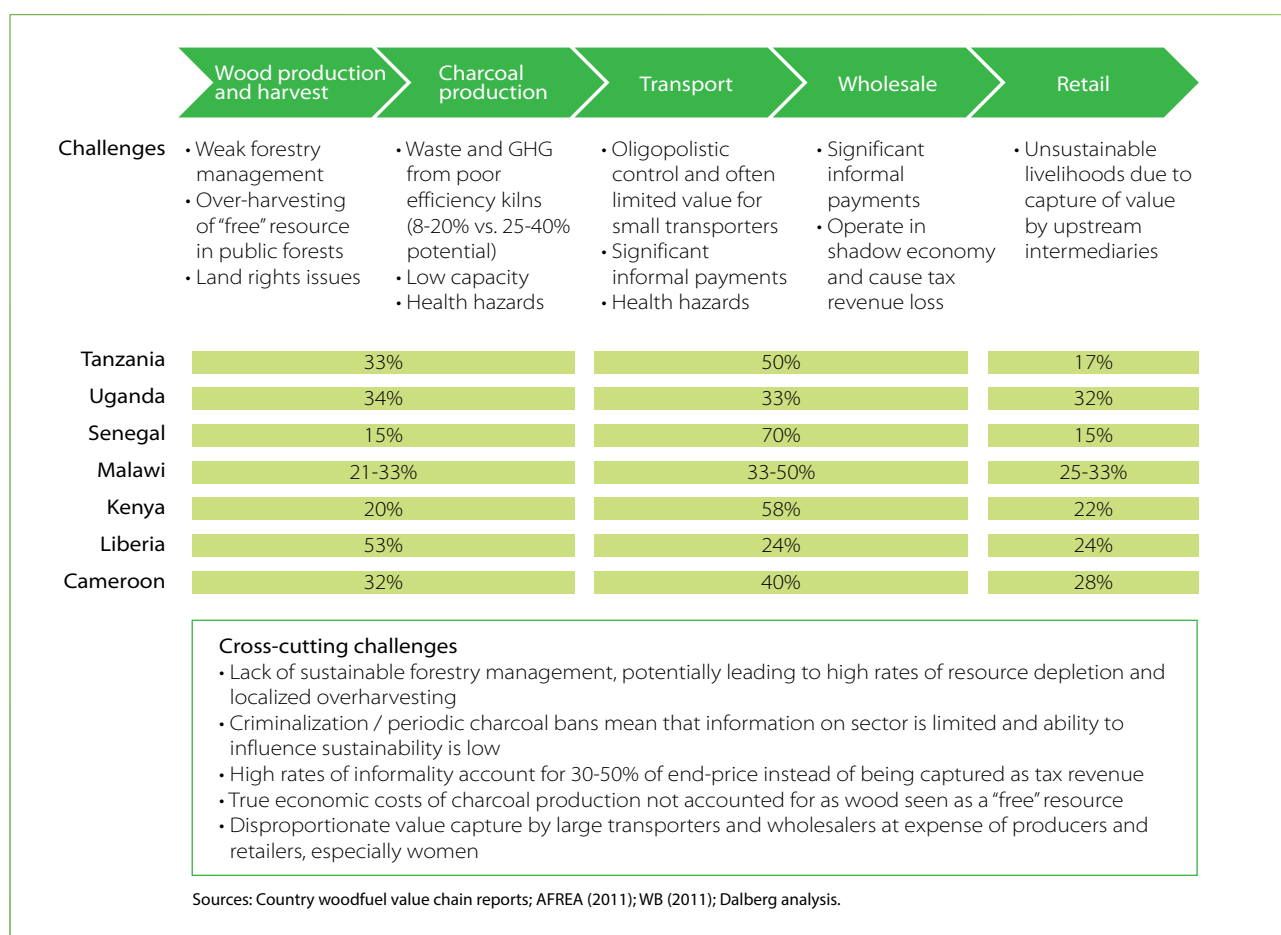 Wood production
and harvest
Charcoal
production
Transport
Wholesale
Retail
Challenges
• Weak forestry
management
• Over-harvesting
of “free” resource
in public forests
• Land rights issues
• Waste and GHG
from poor
efficiency kilns
(8-20% vs. 25-40%
potential)
• Low capacity
• Health hazards
• Oligopolistic
control and often
limited value for
small transporters
• Significant
informal payments
• Health hazards
• Significant
informal
payments
• Operate in
shadow economy
and cause tax
revenue loss
• Unsustainable
livelihoods due to
capture of value
by upstream
intermediaries
Tanzania 33% 50% 17%
Uganda 34% 33% 32%
Senegal 15% 70% 15%
Malawi 21-33% 33-50% 25-33%
Kenya 20% 58% 22%
Liberia 53% 24% 24%
Cameroon 32% 40% 28%
Cross-cutting challenges
• Lack of sustainable forestry management, potentially leading to high rates of resource depletion and
localized overharvesting
• Criminalization / periodic charcoal bans mean that information on sector is limited and ability to
influence sustainability is low
• High rates of informality account for 30-50% of end-price instead of being captured as tax revenue
• True economic costs of charcoal production not accounted for as wood seen as a “free” resource
• Disproportionate value capture by large transporters and wholesalers at expense of producers and
retailers, especially women
Sources: Country woodfuel value chain reports; AFREA (2011); WB (2011); Dalberg analysis.